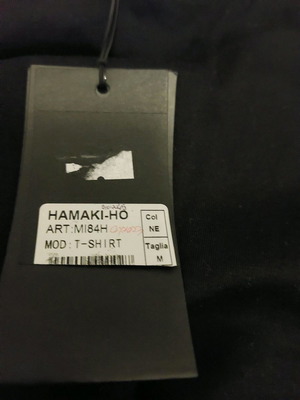 HAMAKI-HO
ART:MI84H
MOD: T-SHIRT
Col
NE
Taglia
M